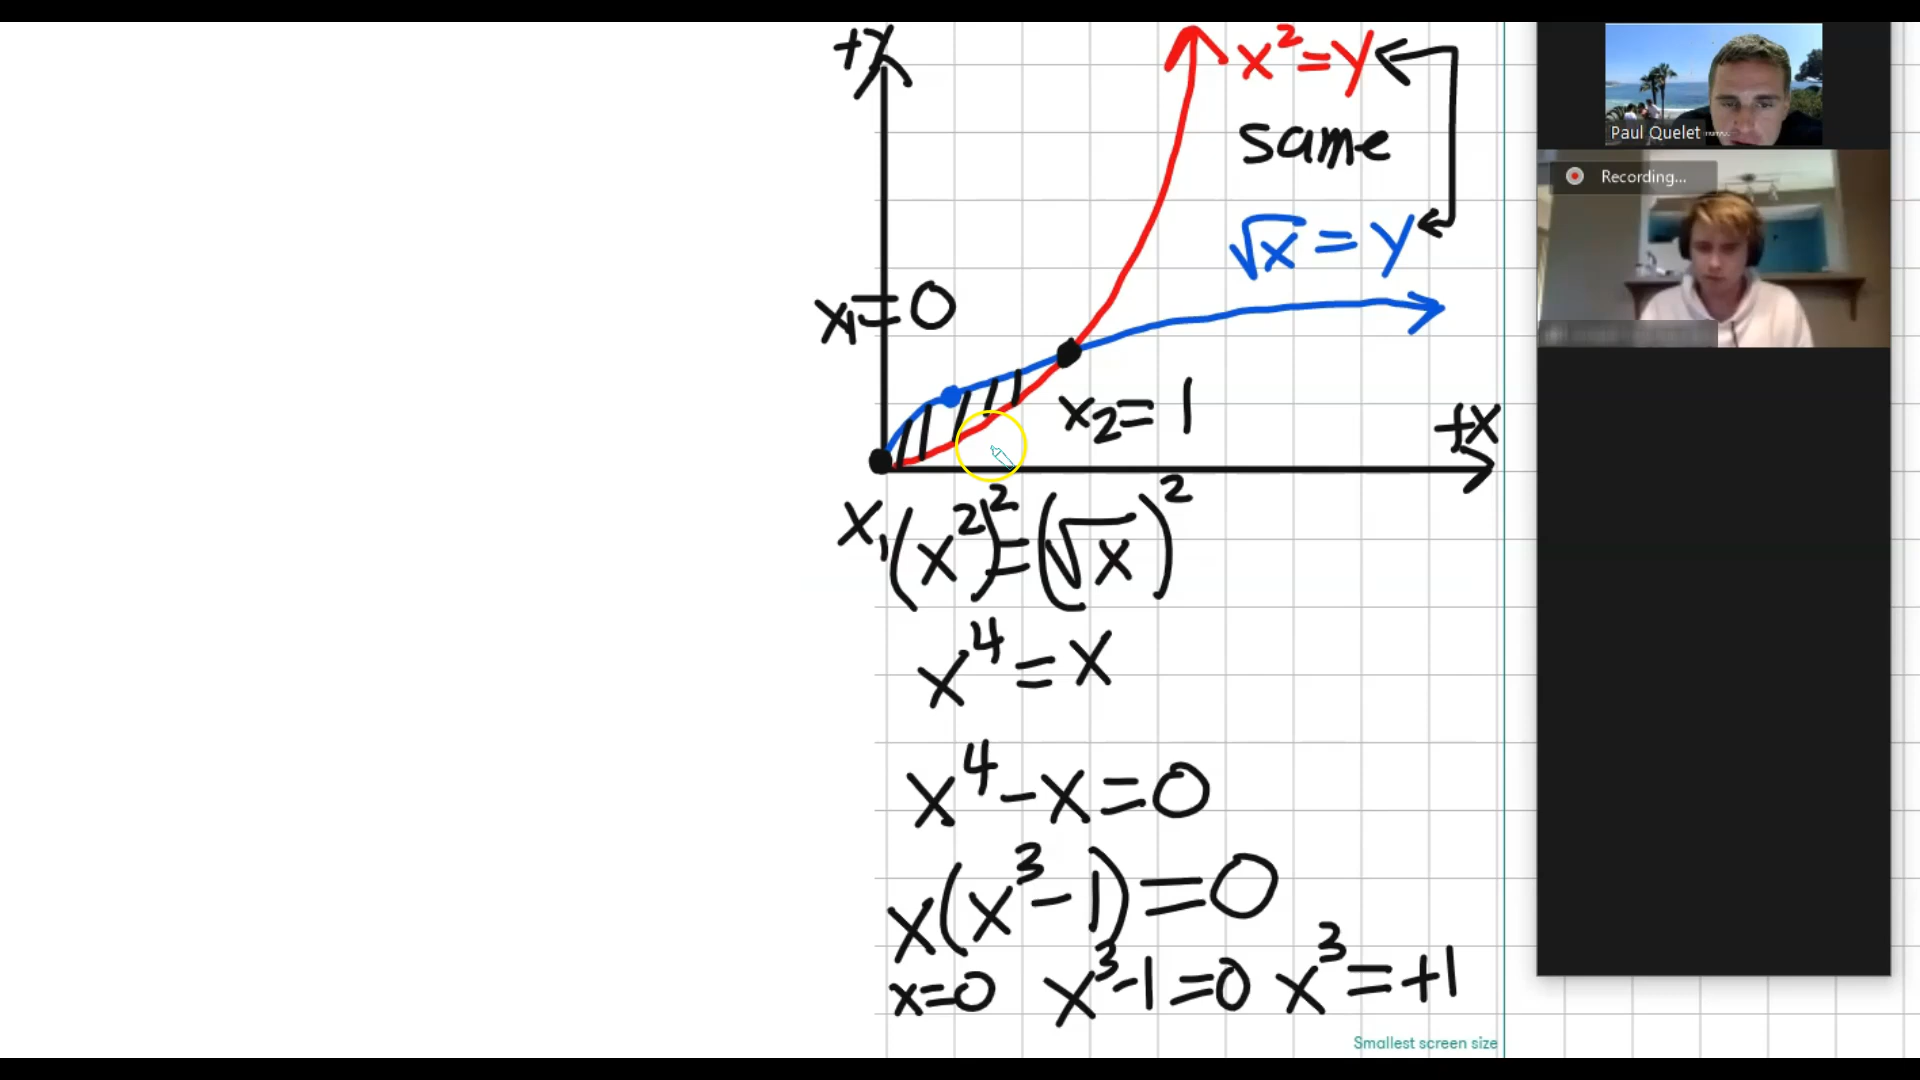 +y
x² = y
same
√x = y
x₁ = 0
x₂ = 1
+x
x₁
(x²)² = (√x)²
x⁴ = x
x⁴ - x = 0
x(x³ - 1) = 0
x = 0 x³ - 1 = 0 x³ = +1
Smallest screen size
Paul Quelet
Recording...